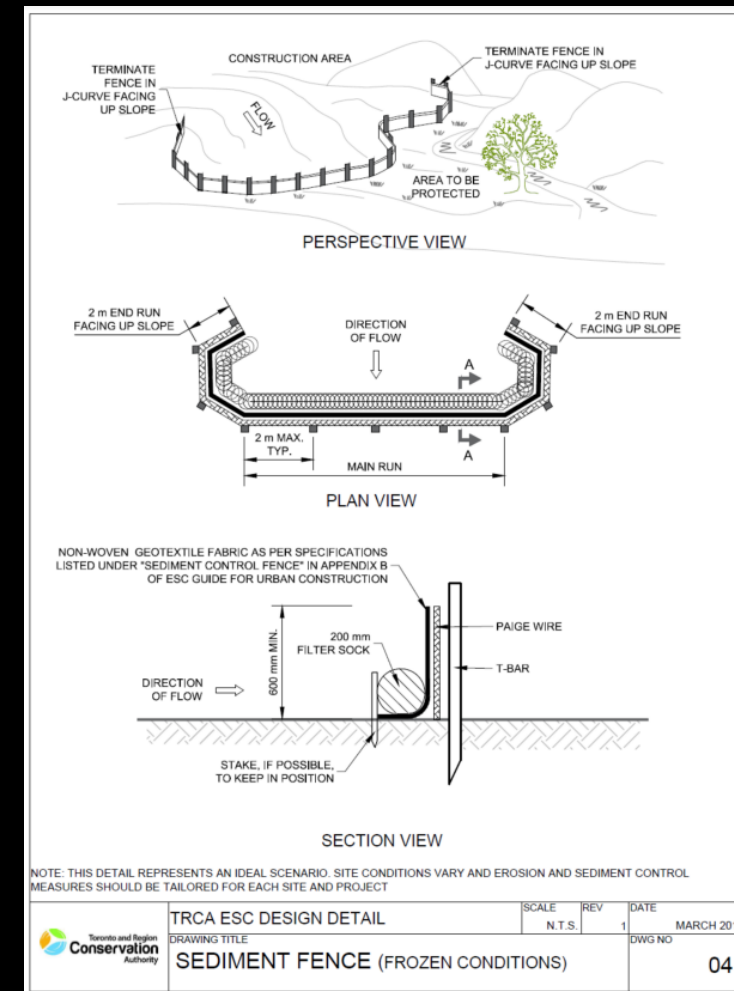 CONSTRUCTION AREA
TERMINATE FENCE IN
J-CURVE FACING UP SLOPE
TERMINATE
FENCE IN
J-CURVE FACING
UP SLOPE
FLOW
AREA TO BE
PROTECTED
PERSPECTIVE VIEW
2 m END RUN
FACING UP SLOPE
DIRECTION
OF FLOW
2 m END RUN
FACING UP SLOPE
A
2 m MAX.
TYP.
A
MAIN RUN
PLAN VIEW
NON-WOVEN GEOTEXTILE FABRIC AS PER SPECIFICATIONS
LISTED UNDER "SEDIMENT CONTROL FENCE" IN APPENDIX B
OF ESC GUIDE FOR URBAN CONSTRUCTION
600 mm MIN.
200 mm
FILTER SOCK
PAIGE WIRE
T-BAR
DIRECTION
OF FLOW
STAKE, IF POSSIBLE,
TO KEEP IN POSITION
SECTION VIEW
NOTE: THIS DETAIL REPRESENTS AN IDEAL SCENARIO. SITE CONDITIONS VARY AND EROSION AND SEDIMENT CONTROL
MEASURES SHOULD BE TAILORED FOR EACH SITE AND PROJECT
Toronto and Region
Conservation
Authority
TRCA ESC DESIGN DETAIL
SCALE
N.T.S.
REV
1
DATE
MARCH 201
DRAWING TITLE
SEDIMENT FENCE (FROZEN CONDITIONS)
DWG NO
04